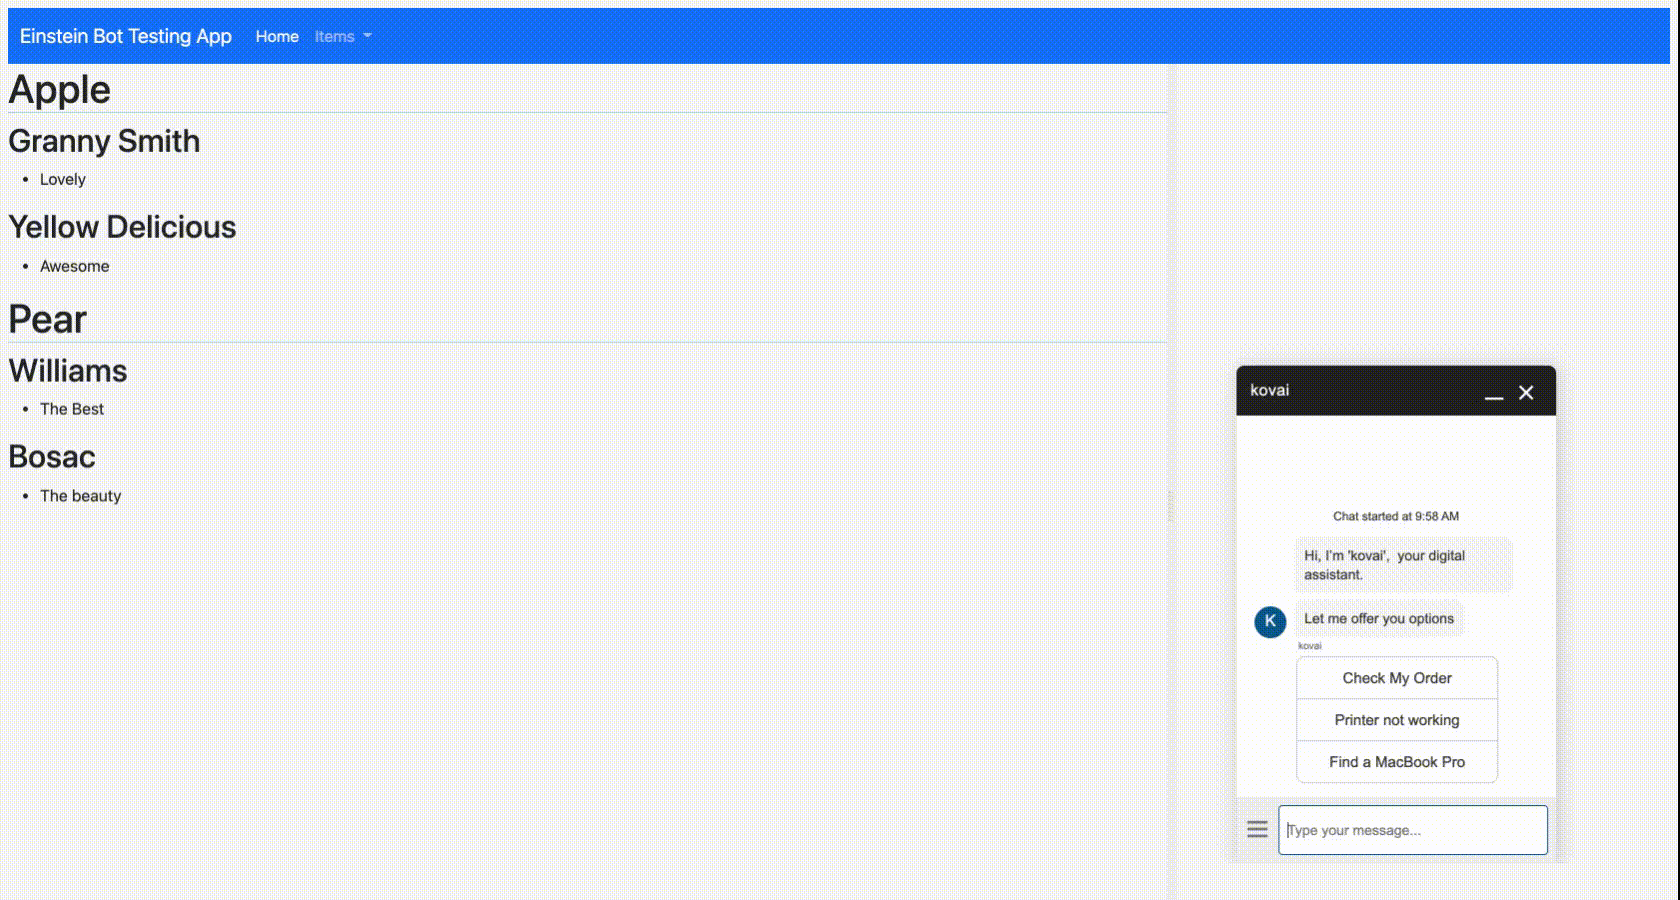 Einstein Bot Testing App Home Items
Apple
Granny Smith
Lovely
Yellow Delicious
Awesome
Pear
Williams
The Best
Bosac
The beauty
kovai
Chat started at 9:58 AM
Hi, I'm 'kovai',  your digital
assistant.
K
Let me offer you options
kovai
Check My Order
Printer not working
Find a MacBook Pro
Type your message...